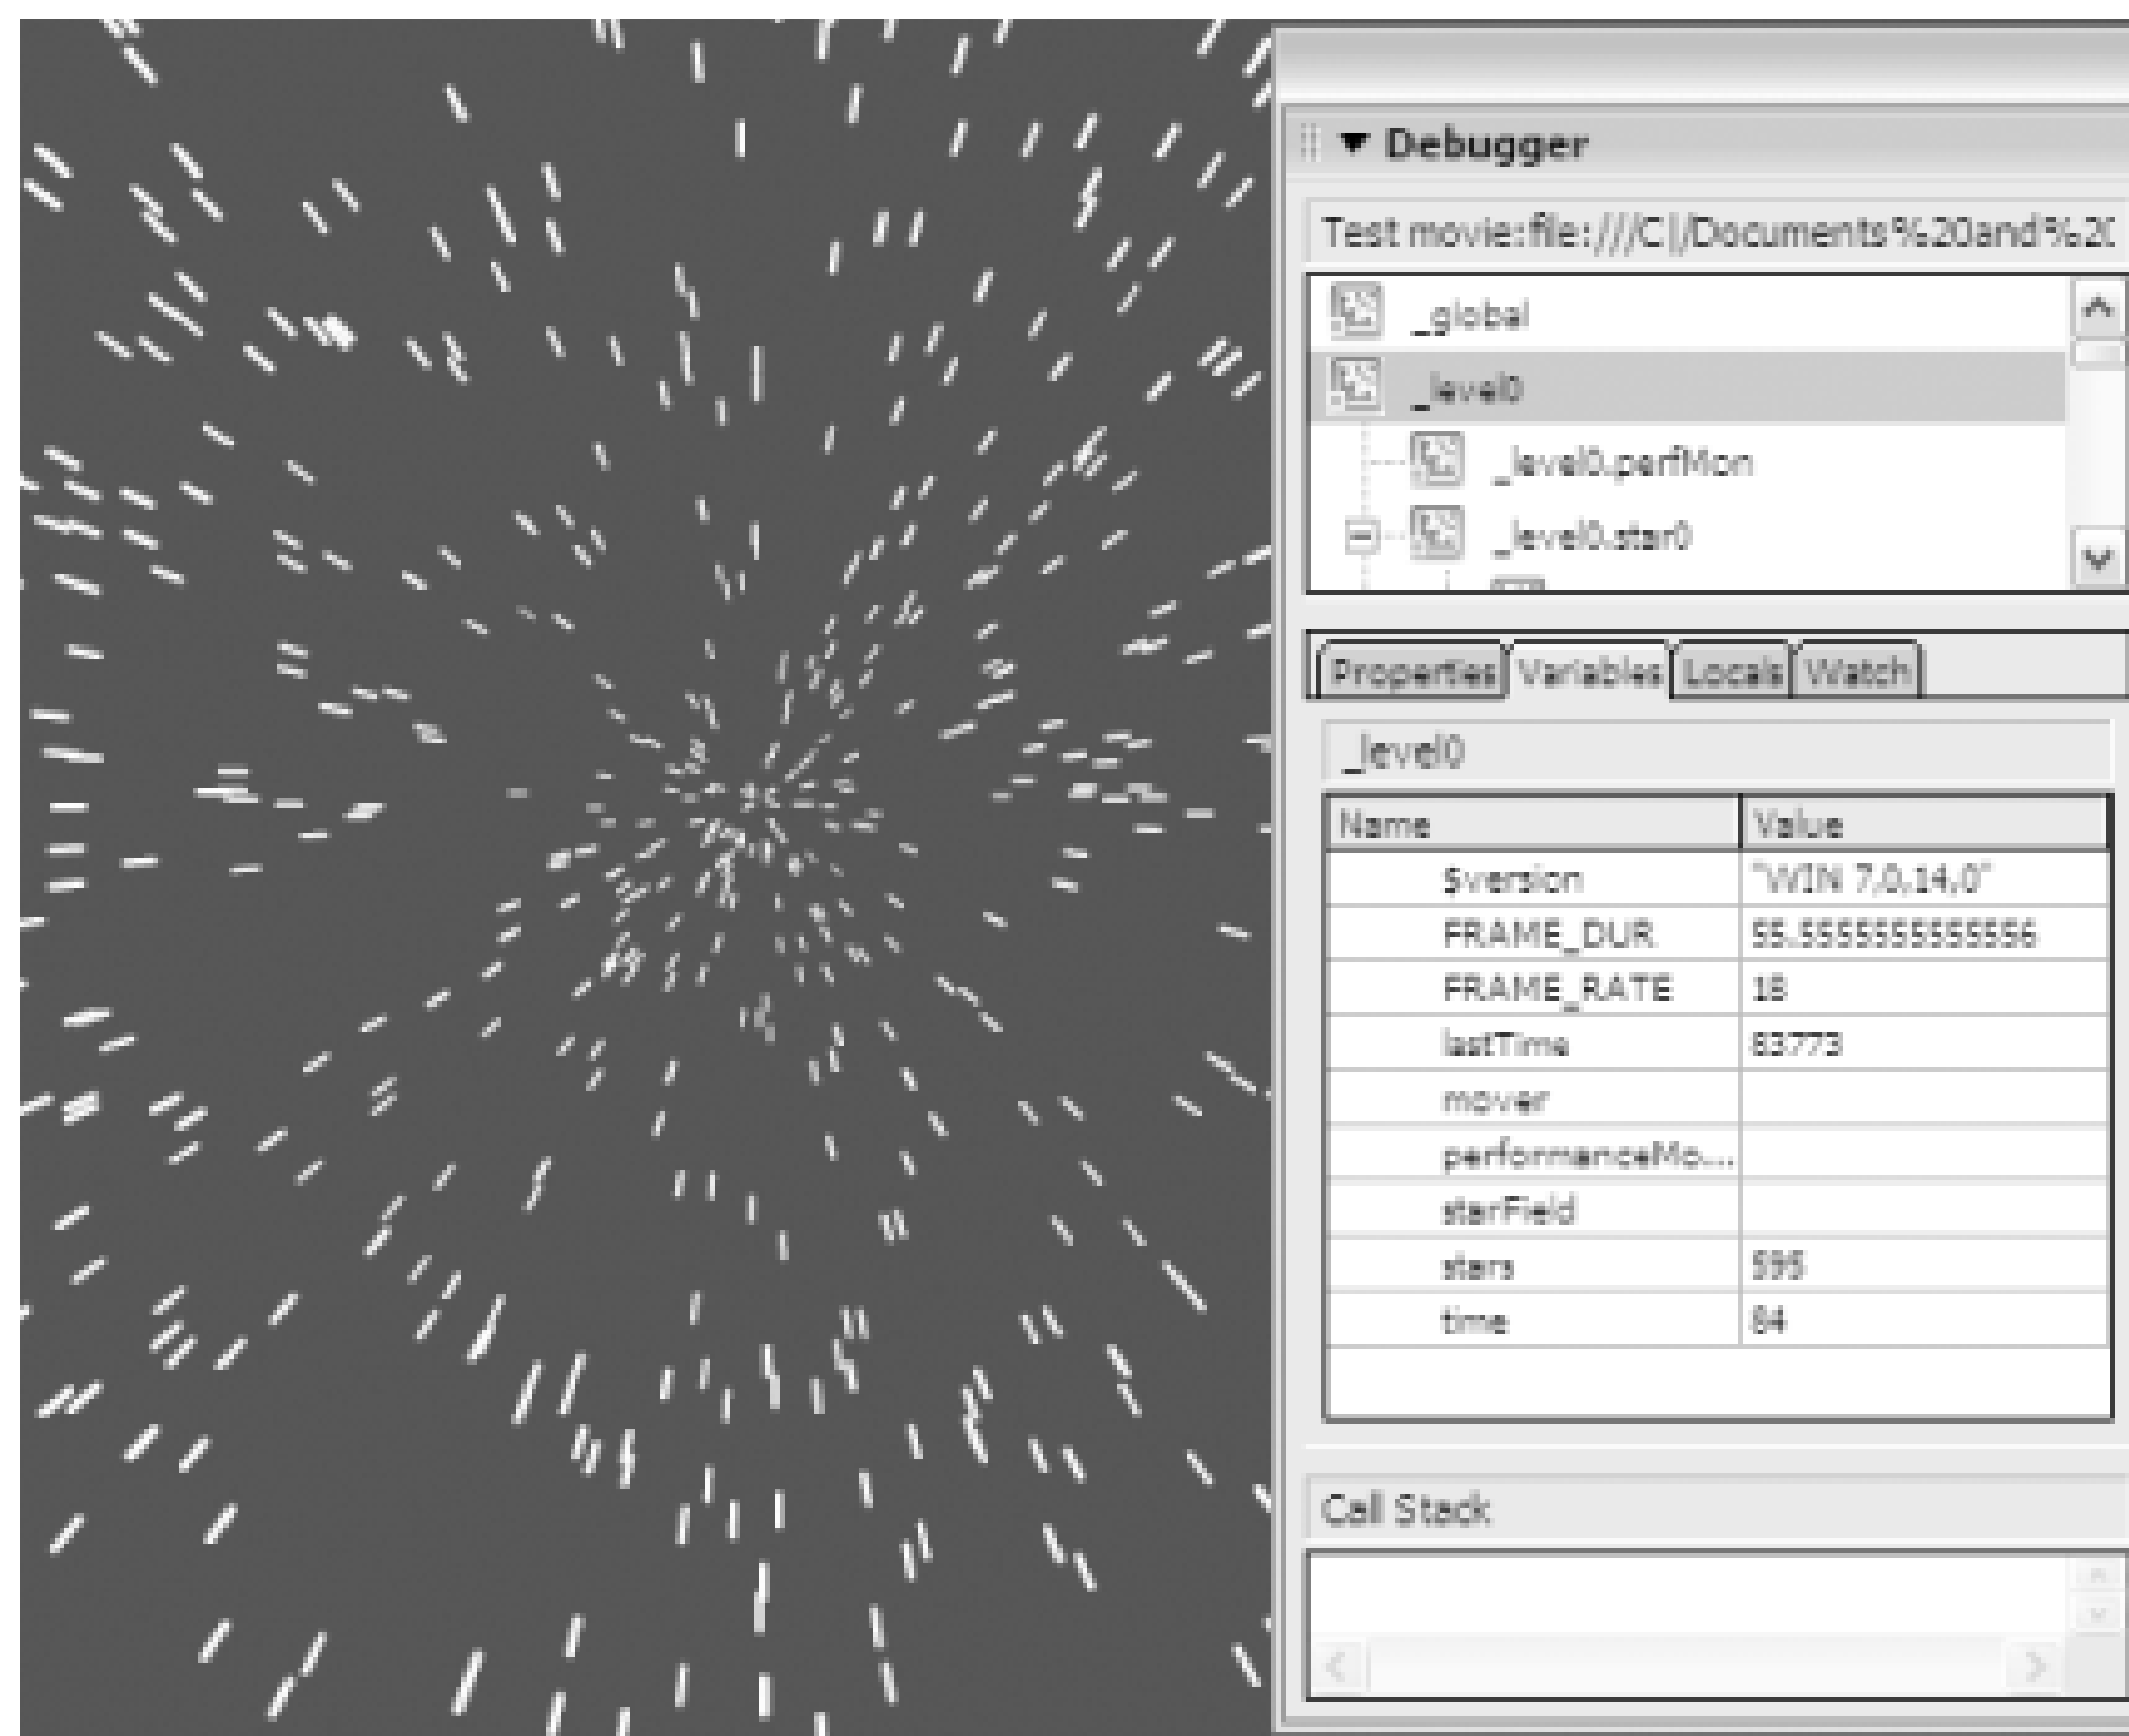 Debugger
Test movie:file:///C|/Documents%20and%20
_global
_level0
_level0.perfMon
_level0.star0
Properties Variables Locals Watch
_level0
Name Value
$version "WIN 7,0,14,0"
FRAME_DUR 55.5555555555556
FRAME_RATE 18
lastTime 83773
mover
performanceMo...
starField
stars 595
time 84
Call Stack